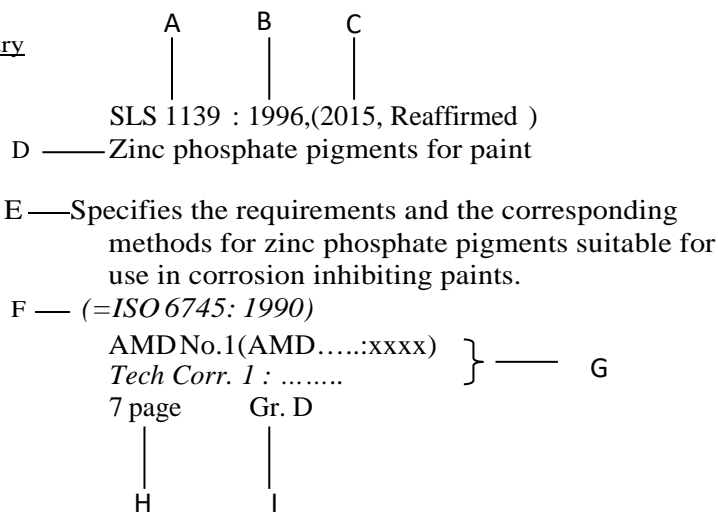 A B C
ry
SLS 1139 : 1996,(2015, Reaffirmed )
D Zinc phosphate pigments for paint
E Specifies the requirements and the corresponding
methods for zinc phosphate pigments suitable for
use in corrosion inhibiting paints.
F (=ISO 6745: 1990)
AMD No.1(AMD…..:xxxx)
G
Tech Corr. 1 : ……..
7 page Gr. D
H I